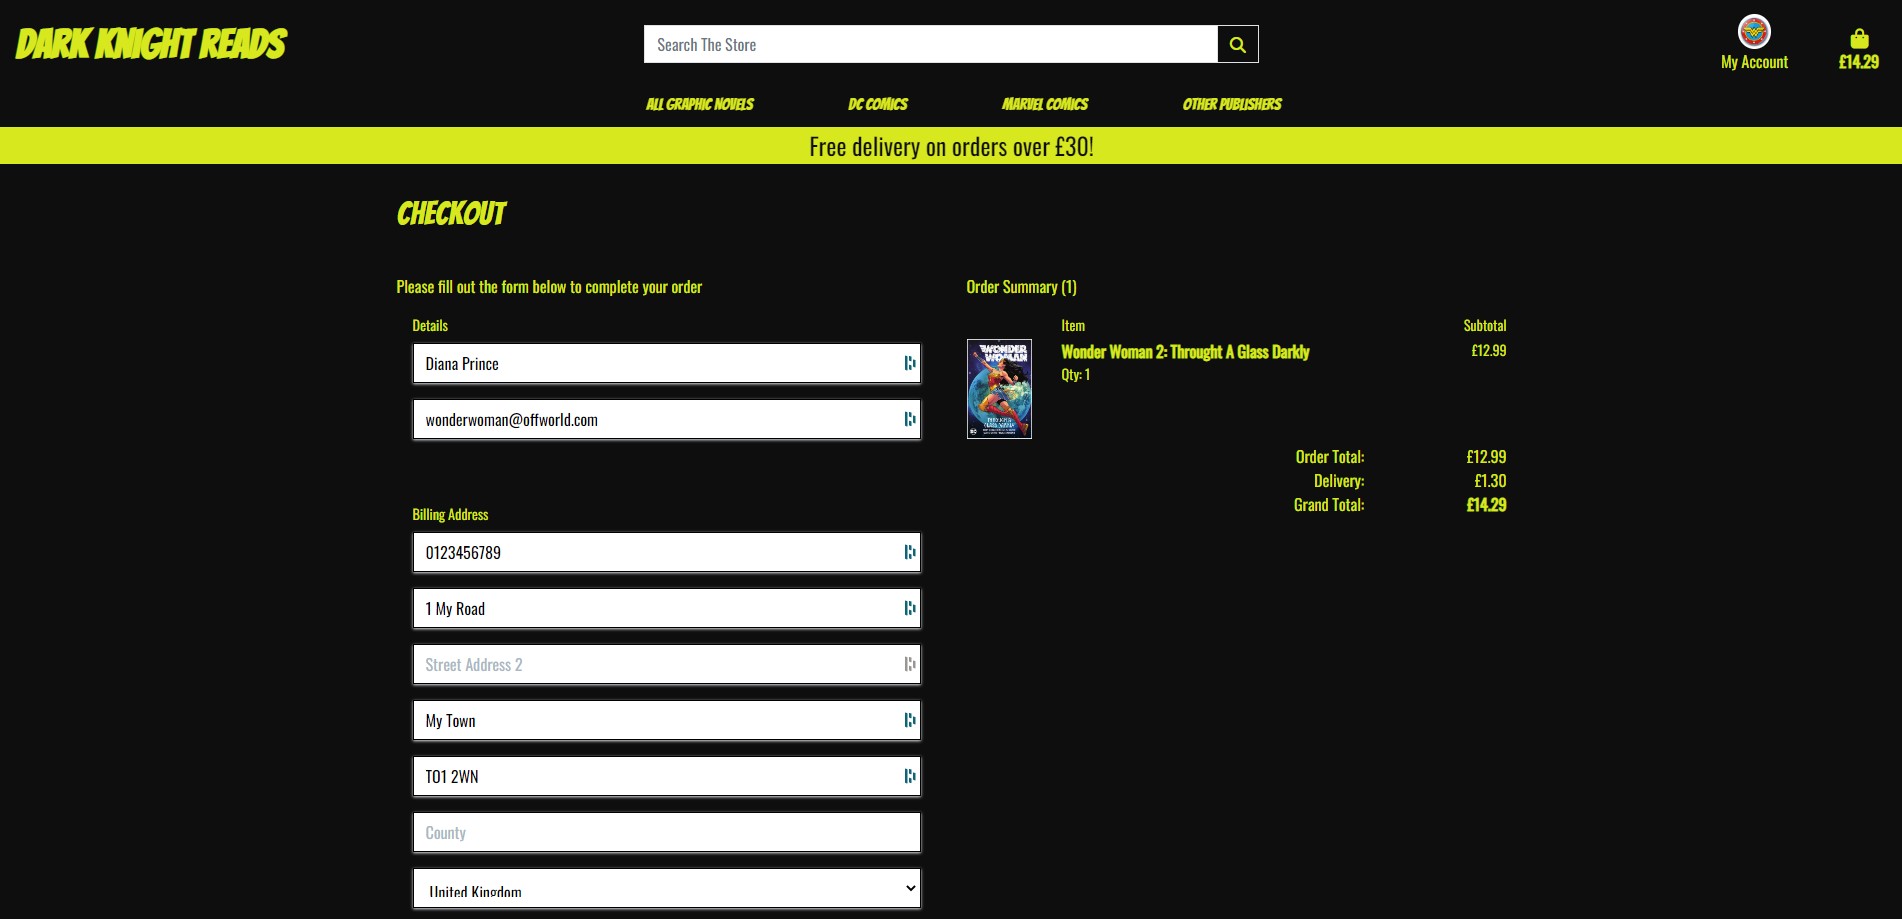 DARK KNIGHT READS
Search The Store
My Account
£14.29
ALL GRAPHIC NOVELS
DC COMICS
MARVEL COMICS
OTHER PUBLISHERS
Free delivery on orders over £30!
CHECKOUT
Please fill out the form below to complete your order
Details
Diana Prince
wonderwoman@offworld.com
Billing Address
0123456789
1 My Road
Street Address 2
My Town
TO1 2WN
County
United Kingdom
Order Summary (1)
Item
Subtotal
WONDER
WOMAN
Wonder Woman 2: Throught A Glass Darkly
£12.99
Qty: 1
Order Total:
£12.99
Delivery:
£1.30
Grand Total:
£14.29